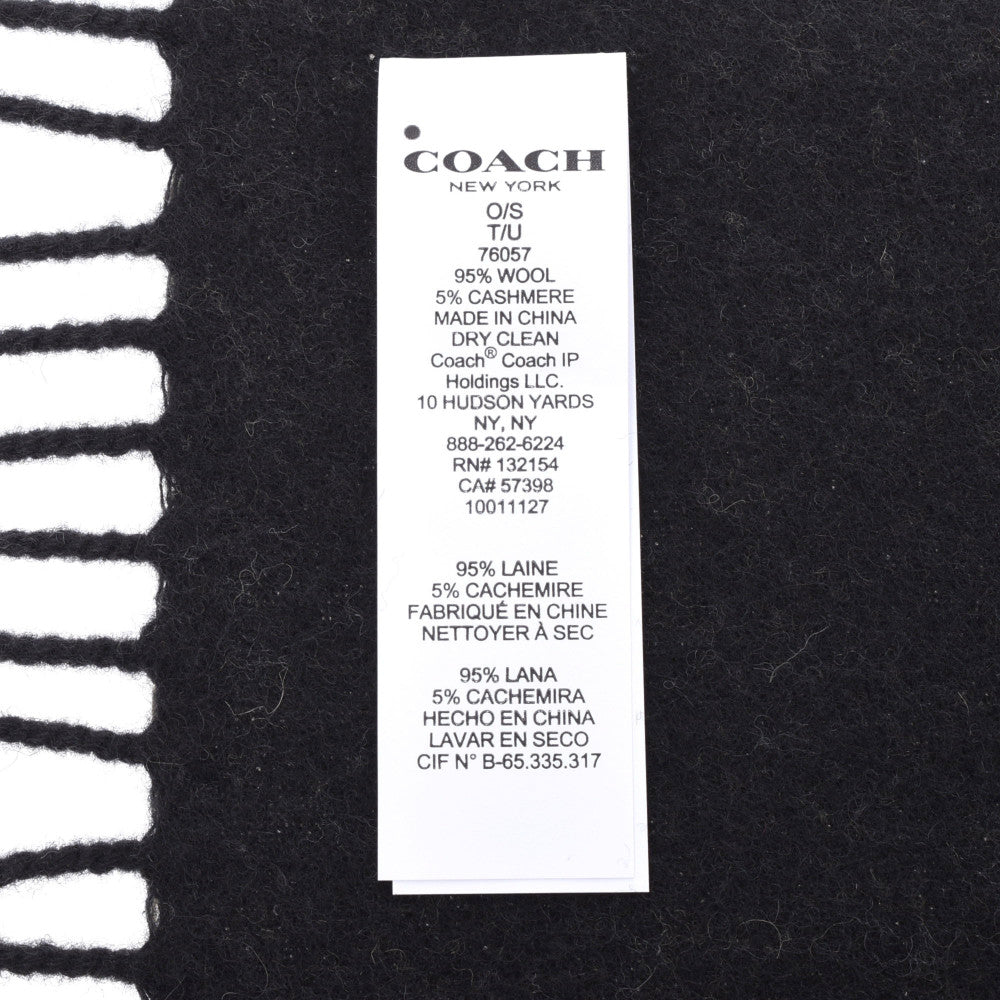 COACH
NEW YORK
O/S
T/U
76057
95% WOOL
5% CASHMERE
MADE IN CHINA
DRY CLEAN
Coach® Coach IP
Holdings LLC.
10 HUDSON YARDS
NY, NY
888-262-6224
RN# 132154
CA# 57398
10011127
95% LAINE
5% CACHEMIRE
FABRIQUÉ EN CHINE
NETTOYER À SEC
95% LANA
5% CACHEMIRA
HECHO EN CHINA
LAVAR EN SECO
CIF N° B-65.335.317